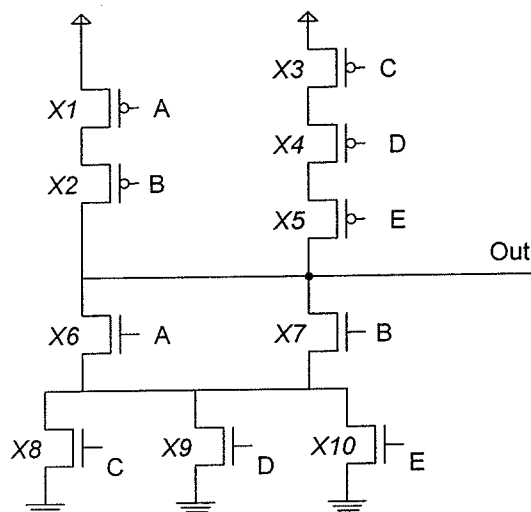 X3 C
X1 A
X4 D
X2 B
X5 E
Out
X6 A
X7 B
X8 C
X9 D
X10 E